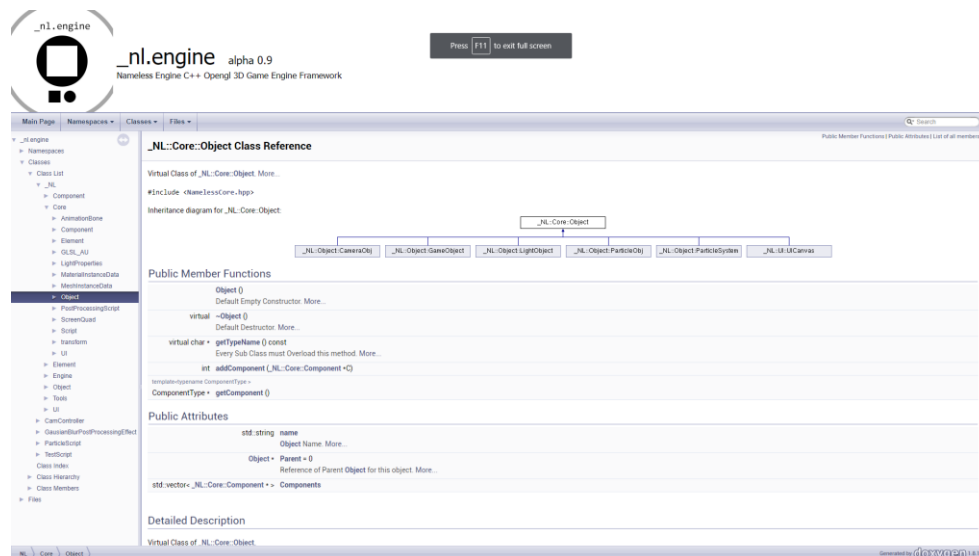 _nl.engine
_nl.engine alpha 0.9
Nameless Engine C++ Opengl 3D Game Engine Framework
Press F11 to exit full screen
Main Page Namespaces Classes Files Search
_nl.engine
Namespaces
Classes
Class List
_NL
Component
Core
AnimationBone
Component
Element
GLSL_AU
LightProperties
MaterialInstanceData
MeshInstanceData
Object
PostProcessingScript
ScreenQuad
Script
transform
UI
Element
Engine
Object
Tools
UI
CamController
GausianBlurPostProcessingEffect
ParticleScript
TestScript
Class Index
Class Hierarchy
Class Members
Files
Public Member Functions | Public Attributes | List of all members
_NL::Core::Object Class Reference
Virtual Class of _NL::Core::Object. More...
#include <NamelessCore.hpp>
Inheritance diagram for _NL::Core::Object:
_NL::Core::Object
_NL::Object::CameraObj _NL::Object::GameObject _NL::Object::LightObject _NL::Object::ParticleObj _NL::Object::ParticleSystem _NL::UI::UICanvas
Public Member Functions
Object ()
Default Empty Constructor. More...
virtual ~Object ()
Default Destructor. More...
virtual char * getTypeName () const
Every Sub Class must Overload this method. More...
int addComponent (_NL::Core::Component *C)
template<typename ComponentType >
ComponentType * getComponent ()
Public Attributes
std::string name
Object Name. More...
Object * Parent = 0
Reference of Parent Object for this object. More...
std::vector< _NL::Core::Component * > Components
Detailed Description
Virtual Class of _NL::Core::Object.
_NL Core Object
Generated by doxygen